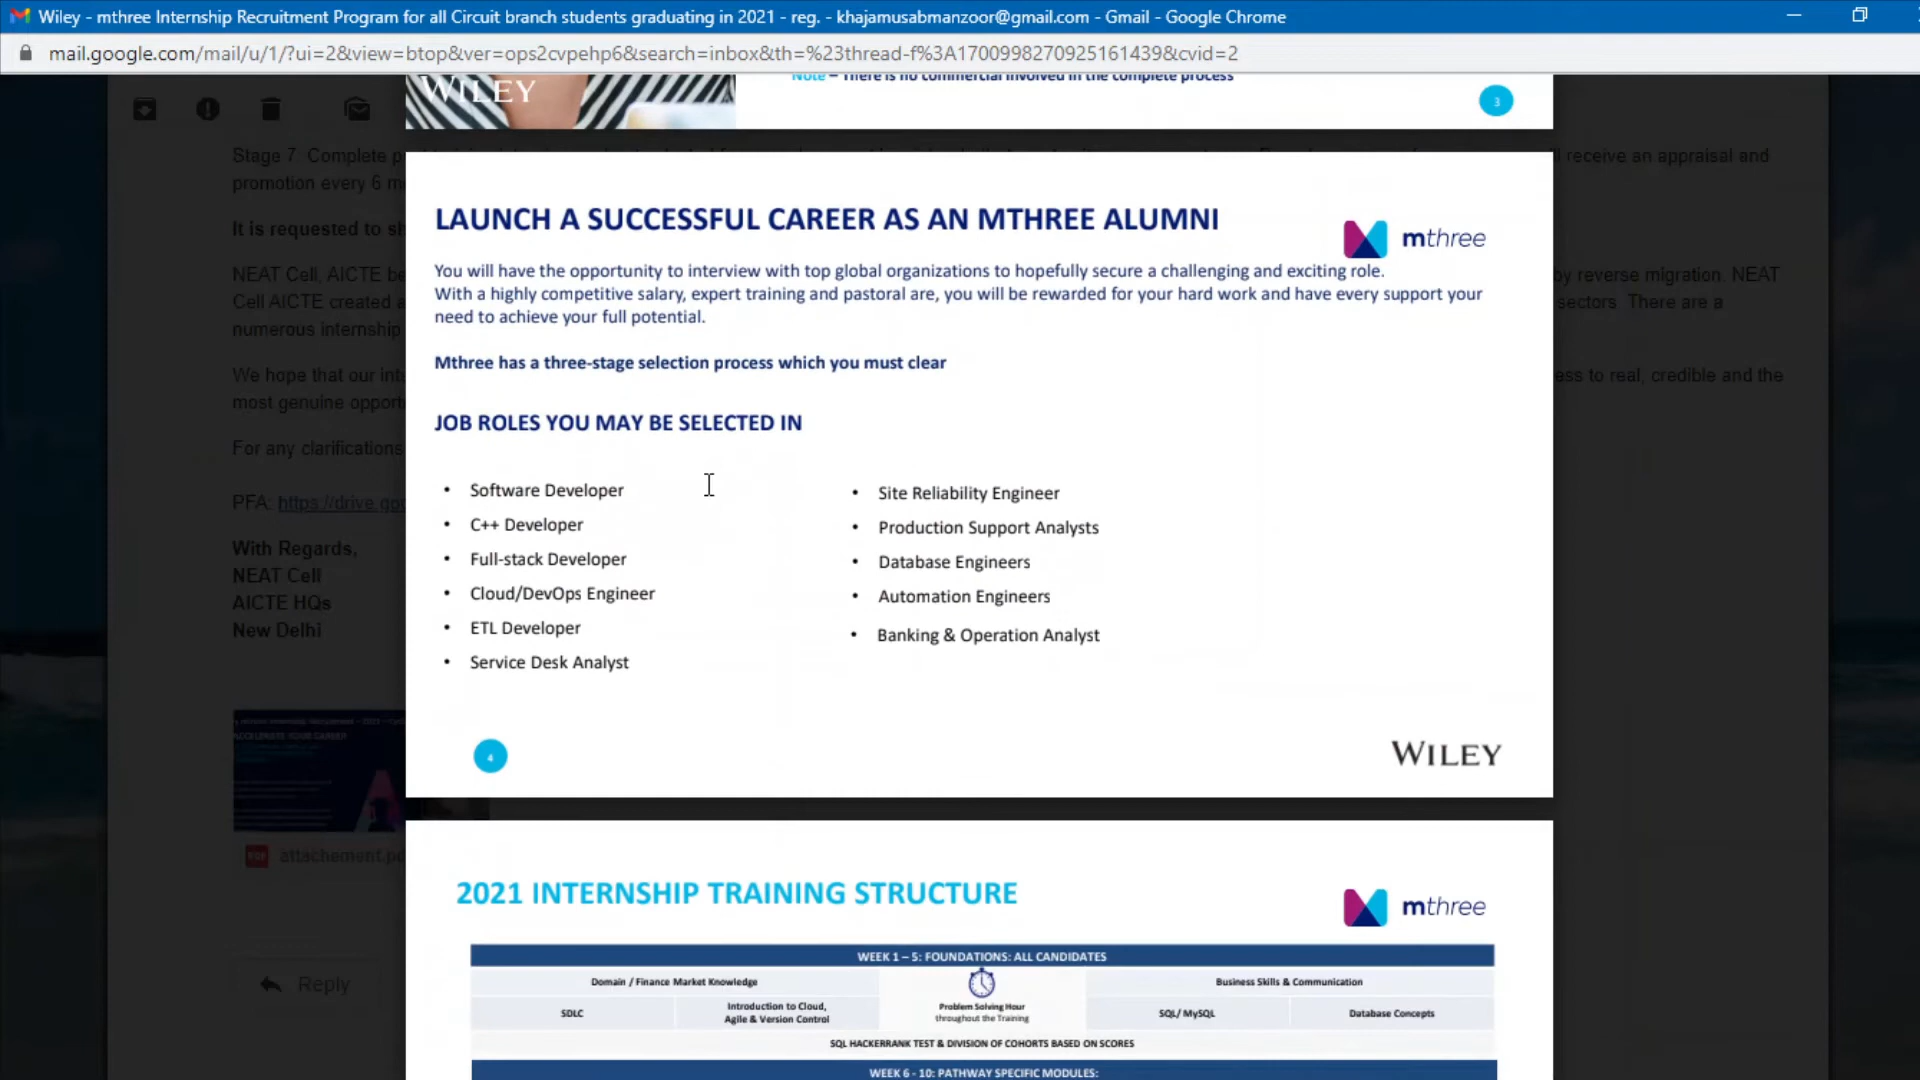 Wiley - mthree Internship Recruitment Program for all Circuit branch students graduating in 2021 - reg. - khajamusabmanzoor@gmail.com - Gmail - Google Chrome
mail.google.com/mail/u/1/?ui=2&view=btop&ver=ops2cvpehp6&search=inbox&th=%23thread-f%3A1700998270925161439&cvid=2
WILEY
Note – There is no commercial involved in the complete process
3
Stage 7: Complete
ll receive an appraisal and
promotion every 6
LAUNCH A SUCCESSFUL CAREER AS AN MTHREE ALUMNI
mthree
It is requested to
You will have the opportunity to interview with top global organizations to hopefully secure a challenging and exciting role.
With a highly competitive salary, expert training and pastoral are, you will be rewarded for your hard work and have every support your
need to achieve your full potential.
NEAT Cell, AICTE
by reverse migration. NEAT
Cell AICTE created
sectors. There are a
numerous internship
Mthree has a three-stage selection process which you must clear
We hope that our
ess to real, credible and the
most genuine
JOB ROLES YOU MAY BE SELECTED IN
For any clarifications
• Software Developer
• C++ Developer
• Full-stack Developer
• Cloud/DevOps Engineer
• ETL Developer
• Service Desk Analyst
• Site Reliability Engineer
• Production Support Analysts
• Database Engineers
• Automation Engineers
• Banking & Operation Analyst
PFA: https://drive.goo
With Regards,
NEAT Cell
AICTE HQs
New Delhi
4
WILEY
ACCELERATE YOUR CAREER
PDF attachement.pd
Reply
2021 INTERNSHIP TRAINING STRUCTURE
mthree
WEEK 1 – 5: FOUNDATIONS: ALL CANDIDATES
Domain / Finance Market Knowledge
Business Skills & Communication
SDLC
Introduction to Cloud,
Agile & Version Control
Problem Solving Hour
throughout the Training
SQL/ MySQL
Database Concepts
SQL HACKERRANK TEST & DIVISION OF COHORTS BASED ON SCORES
WEEK 6 - 10: PATHWAY SPECIFIC MODULES: